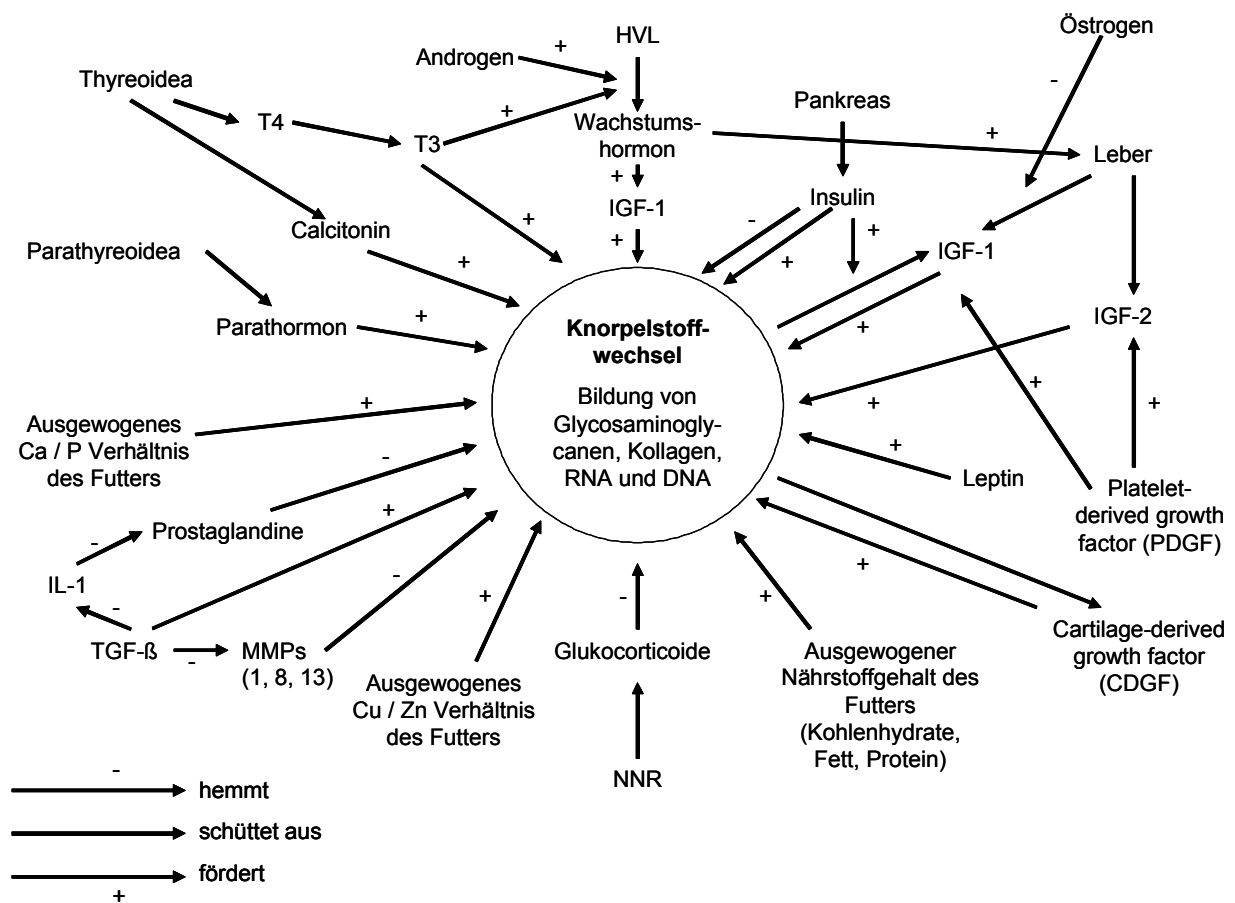 HVL
Östrogen
Androgen
+
Thyreoidea
-
Pankreas
+
T4
Wachstums-
hormon
+
T3
Leber
+
Insulin
IGF-1
+
-
+
Calcitonin
+
+
+
IGF-1
Parathyreoidea
+
Parathormon
+
IGF-2
+
Knorpelstoff-
wechsel
Bildung von
Glycosaminogly-
canen, Kollagen,
RNA und DNA
+
+
+
+
Ausgewogenes
Ca / P Verhältnis
des Futters
-
+
Leptin
Platelet-
derived growth
factor (PDGF)
+
Prostaglandine
-
IL-1
-
-
TGF-ß
-
MMPs
(1, 8, 13)
+
-
+
+
Glukocorticoide
Ausgewogenes
Cu / Zn Verhältnis
des Futters
Ausgewogener
Nährstoffgehalt des
Futters
(Kohlenhydrate,
Fett, Protein)
Cartilage-derived
growth factor
(CDGF)
NNR
-
hemmt
schüttet aus
fördert
+